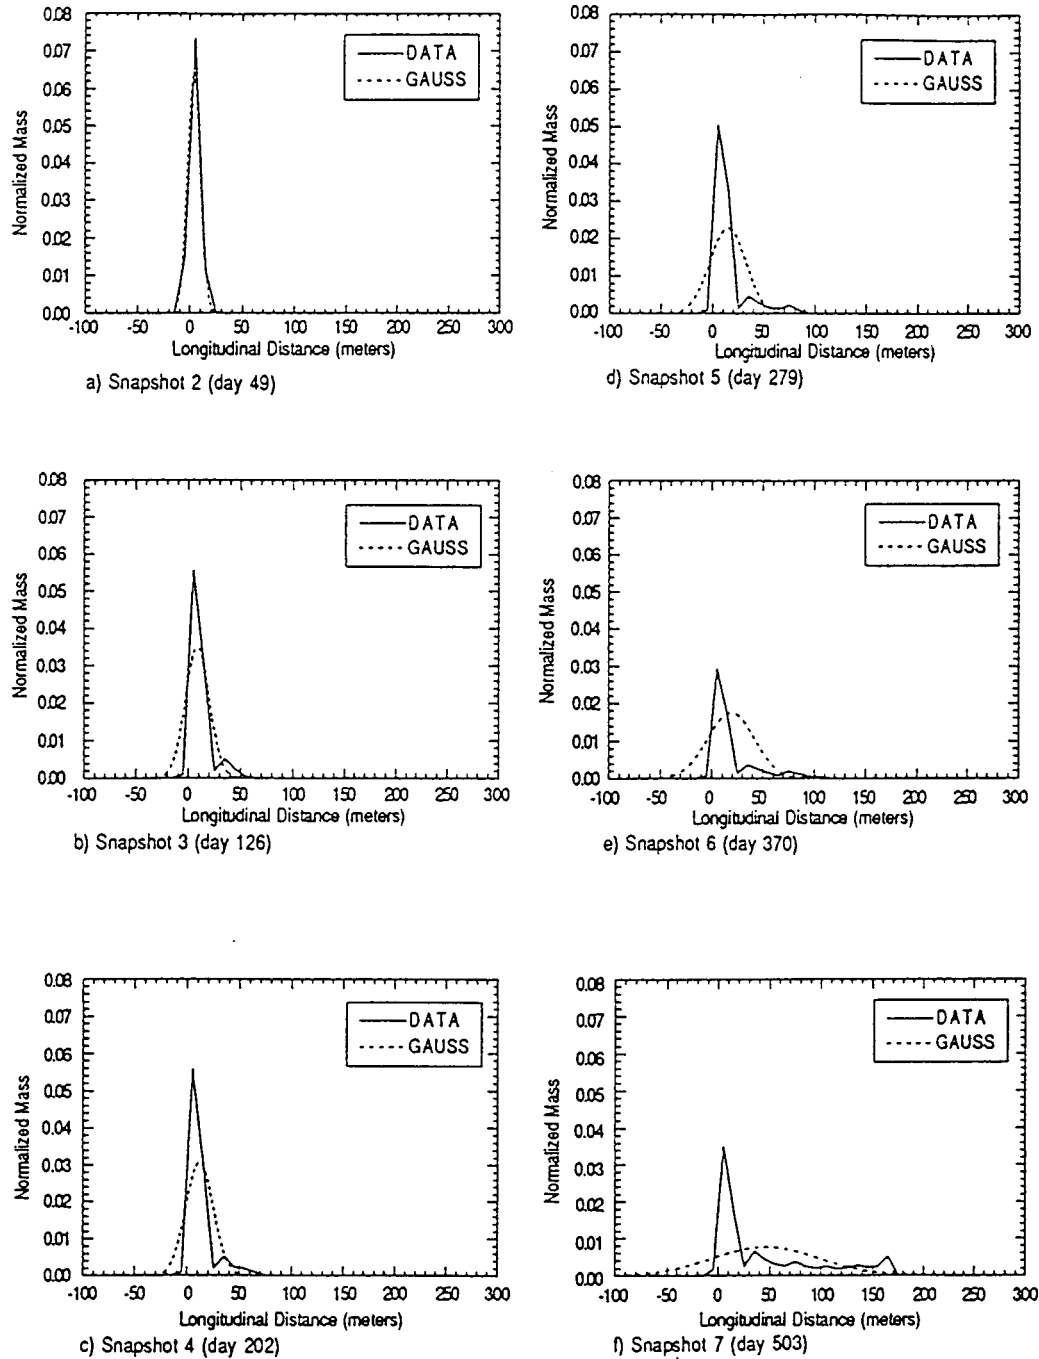 0.08
0.07
0.06
0.05
0.04
0.03
0.02
0.01
0.00
Normalized Mass
DATA
GAUSS
-100 -50 0 50 100 150 200 250 300
Longitudinal Distance (meters)
a) Snapshot 2 (day 49)
0.08
0.07
0.06
0.05
0.04
0.03
0.02
0.01
0.00
Normalized Mass
DATA
GAUSS
-100 -50 0 50 100 150 200 250 300
Longitudinal Distance (meters)
d) Snapshot 5 (day 279)
0.08
0.07
0.06
0.05
0.04
0.03
0.02
0.01
0.00
Normalized Mass
DATA
GAUSS
-100 -50 0 50 100 150 200 250 300
Longitudinal Distance (meters)
b) Snapshot 3 (day 126)
0.08
0.07
0.06
0.05
0.04
0.03
0.02
0.01
0.00
Normalized Mass
DATA
GAUSS
-100 -50 0 50 100 150 200 250 300
Longitudinal Distance (meters)
e) Snapshot 6 (day 370)
0.08
0.07
0.06
0.05
0.04
0.03
0.02
0.01
0.00
Normalized Mass
DATA
GAUSS
-100 -50 0 50 100 150 200 250 300
Longitudinal Distance (meters)
c) Snapshot 4 (day 202)
0.08
0.07
0.06
0.05
0.04
0.03
0.02
0.01
0.00
Normalized Mass
DATA
GAUSS
-100 -50 0 50 100 150 200 250 300
Longitudinal Distance (meters)
f) Snapshot 7 (day 503)